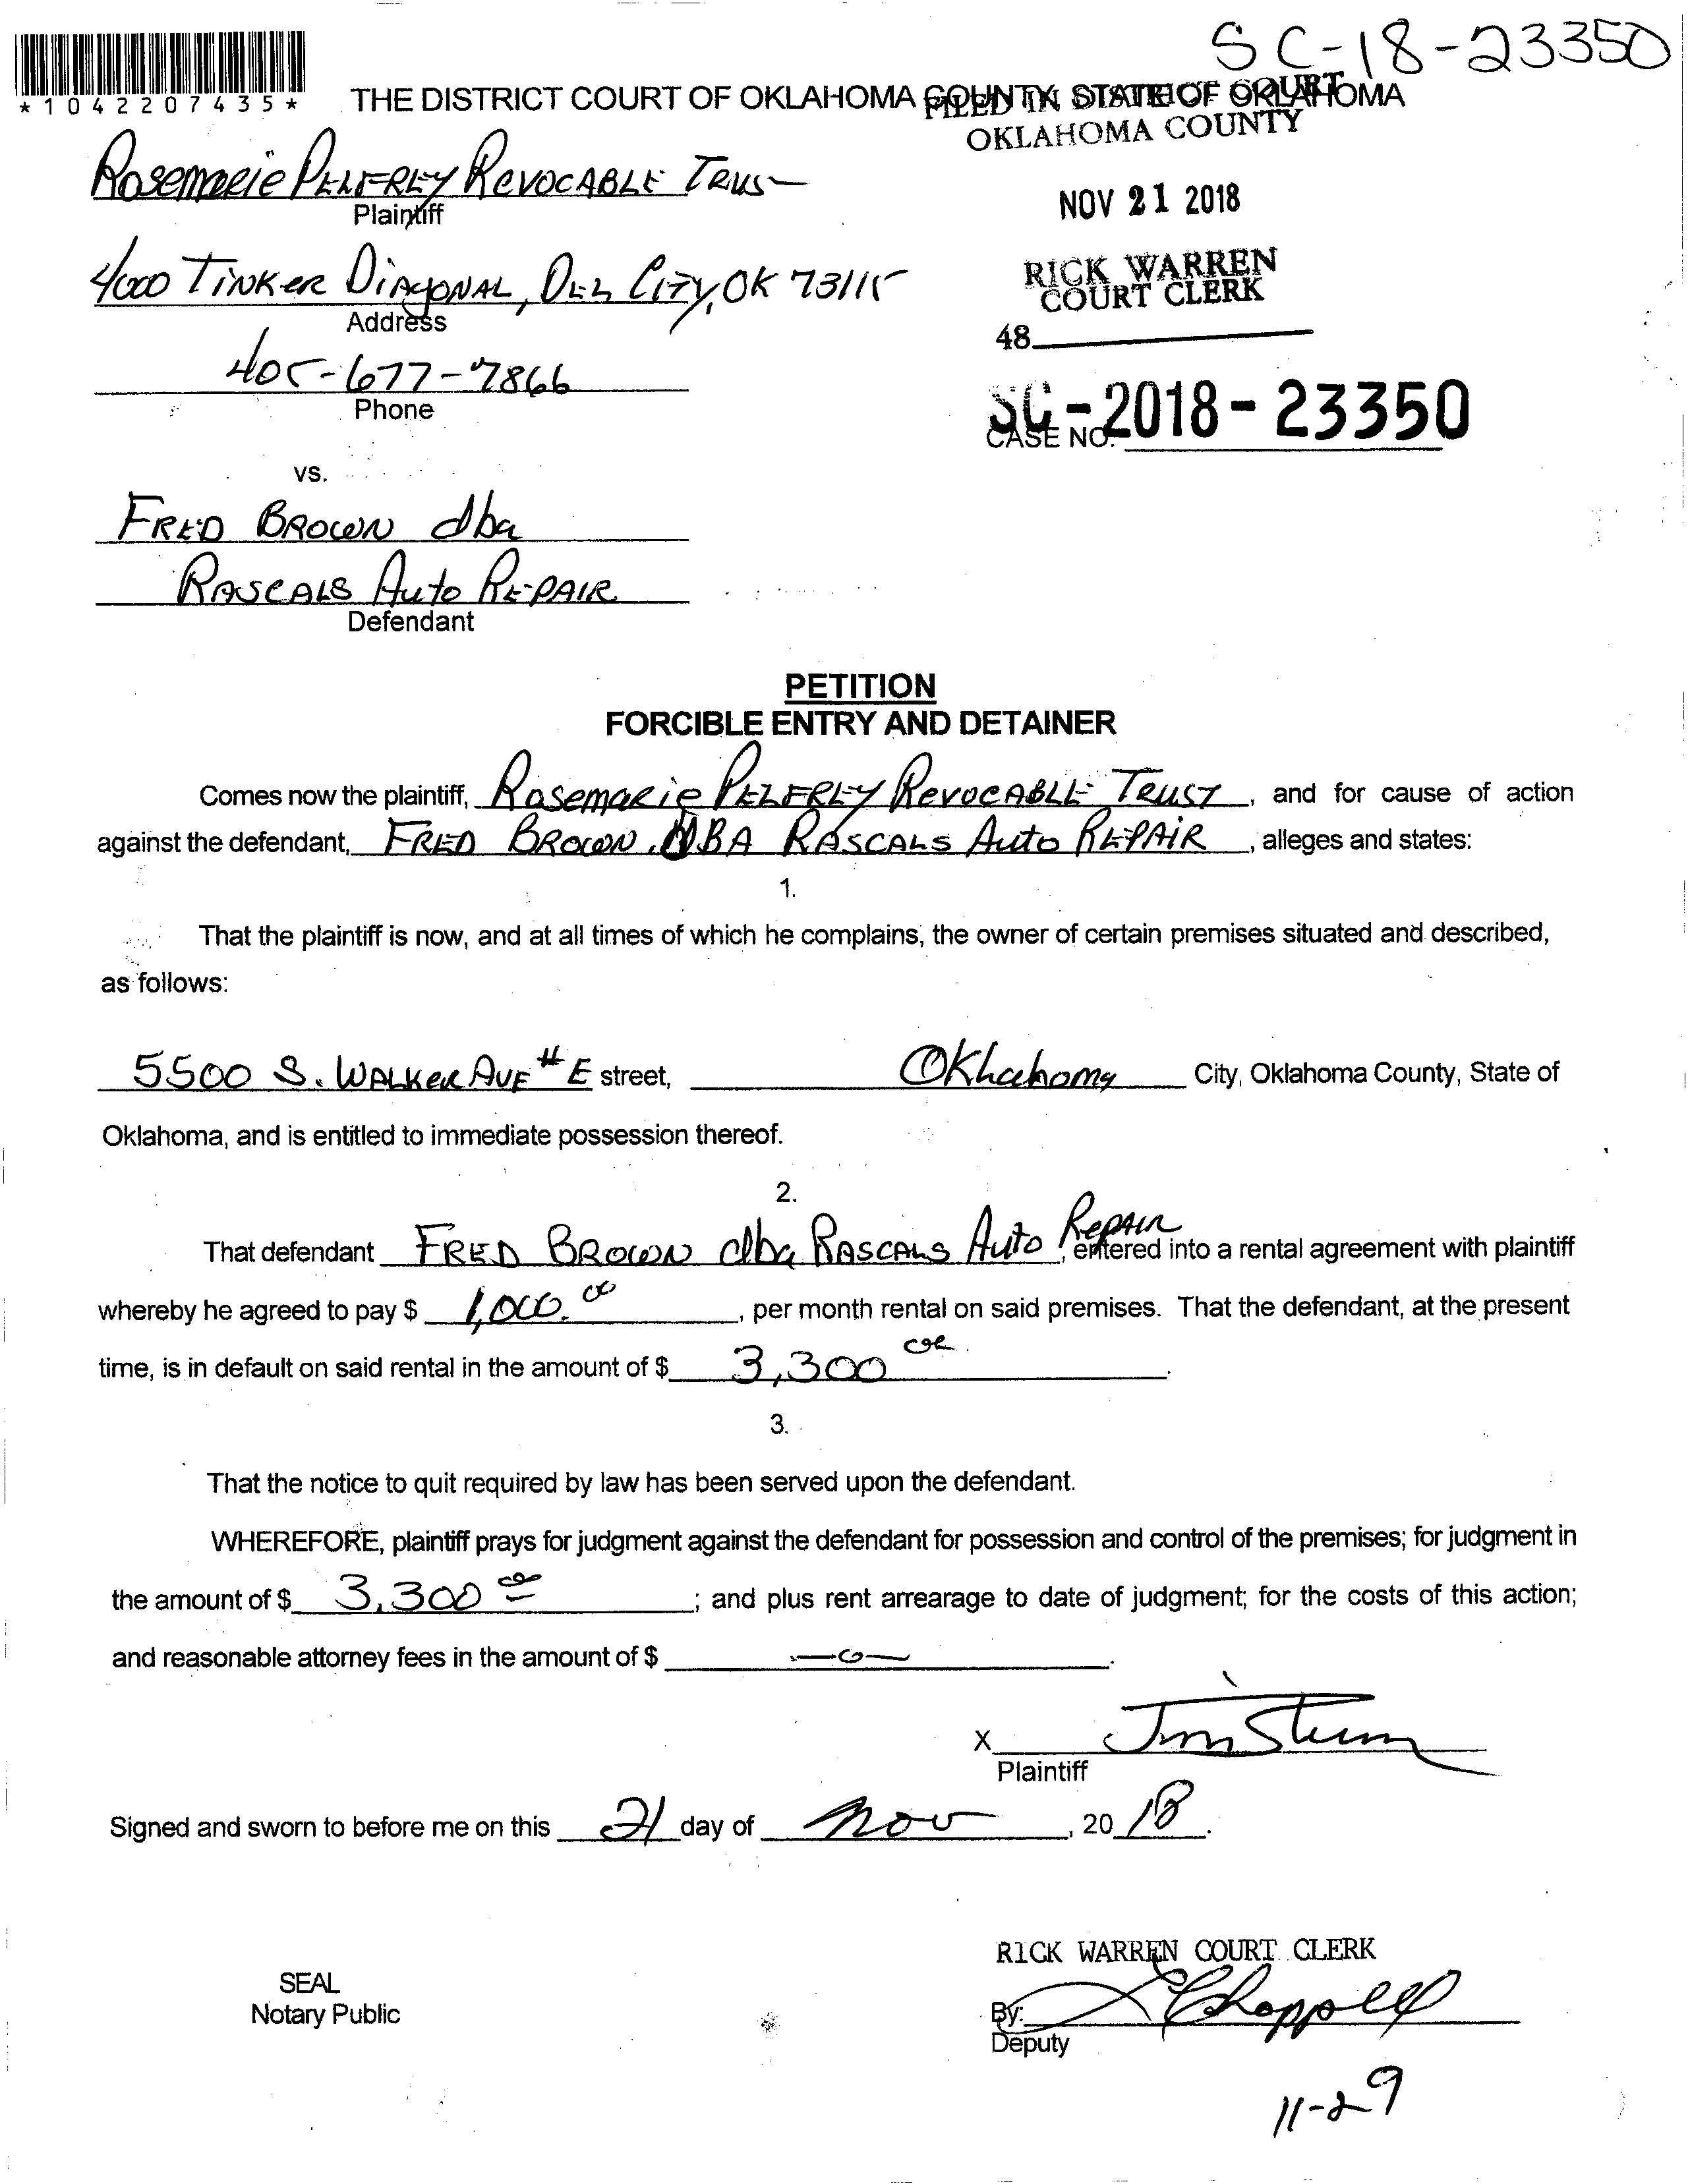 SC-18-23350
*1042207435*
THE DISTRICT COURT OF OKLAHOMA COUNTY, STATE OF OKLAHOMA
FILED IN DISTRICT COURT
OKLAHOMA COUNTY
Rosemarie Pelfrey Revocable Trust
Plaintiff
NOV 21 2018
4000 Tinker Diagonal, Del City, OK 73115
Address
RICK WARREN
COURT CLERK
405-677-7866
Phone
48
SC-2018-23350
CASE NO.
vs.
Fred Brown dba
Rascals Auto Repair
Defendant
PETITION
FORCIBLE ENTRY AND DETAINER
Comes now the plaintiff, Rosemarie Pelfrey Revocable Trust, and for cause of action
against the defendant, Fred Brown DBA Rascals Auto Repair, alleges and states:
1.
That the plaintiff is now, and at all times of which he complains, the owner of certain premises situated and described,
as follows:
5500 S. Walker Ave #E street, Oklahoma City, Oklahoma County, State of
Oklahoma, and is entitled to immediate possession thereof.
2.
That defendant Fred Brown dba Rascals Auto Repair, entered into a rental agreement with plaintiff
whereby he agreed to pay $ 1,000.00, per month rental on said premises. That the defendant, at the present
time, is in default on said rental in the amount of $ 3,300 00.
3.
That the notice to quit required by law has been served upon the defendant.
WHEREFORE, plaintiff prays for judgment against the defendant for possession and control of the premises; for judgment in
the amount of $ 3,300 00; and plus rent arrearage to date of judgment; for the costs of this action;
and reasonable attorney fees in the amount of $ -0-.
X
Plaintiff
Signed and sworn to before me on this 21 day of Nov, 20 18.
RICK WARREN COURT CLERK
SEAL
Notary Public
By: Chappell
Deputy
11-29